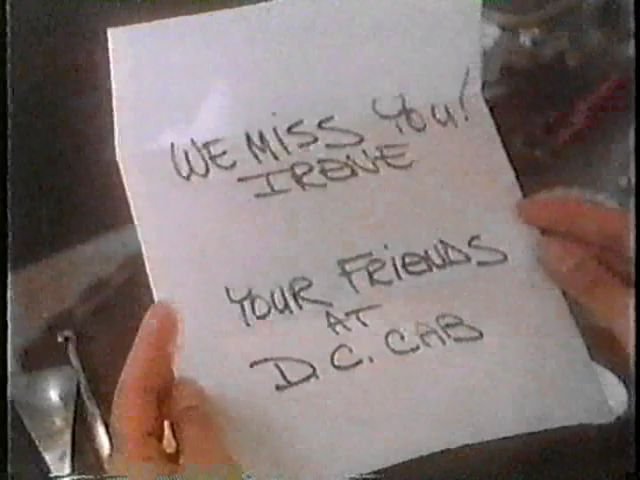 WE MISS YOU!
IRENE
YOUR FRIENDS
AT
D.C. CAB